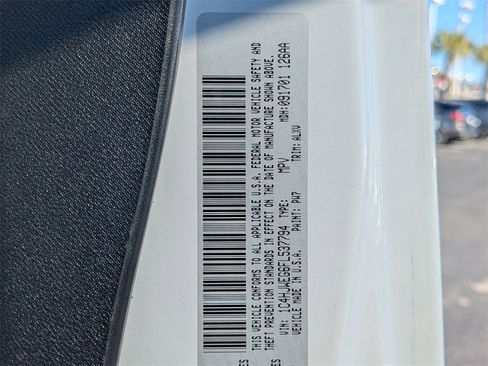 THIS VEHICLE CONFORMS TO ALL APPLICABLE U.S.A. FEDERAL MOTOR VEHICLE SAFETY AND
THEFT PREVENTION STANDARDS IN EFFECT ON THE DATE OF MANUFACTURE SHOWN ABOVE.
VIN: 1C4HJWEG6FL537794 TYPE: MPV MDH:091701 126AA
PAINT: PW7 TRIM: ALXV
VEHICLE MADE IN U.S.A.